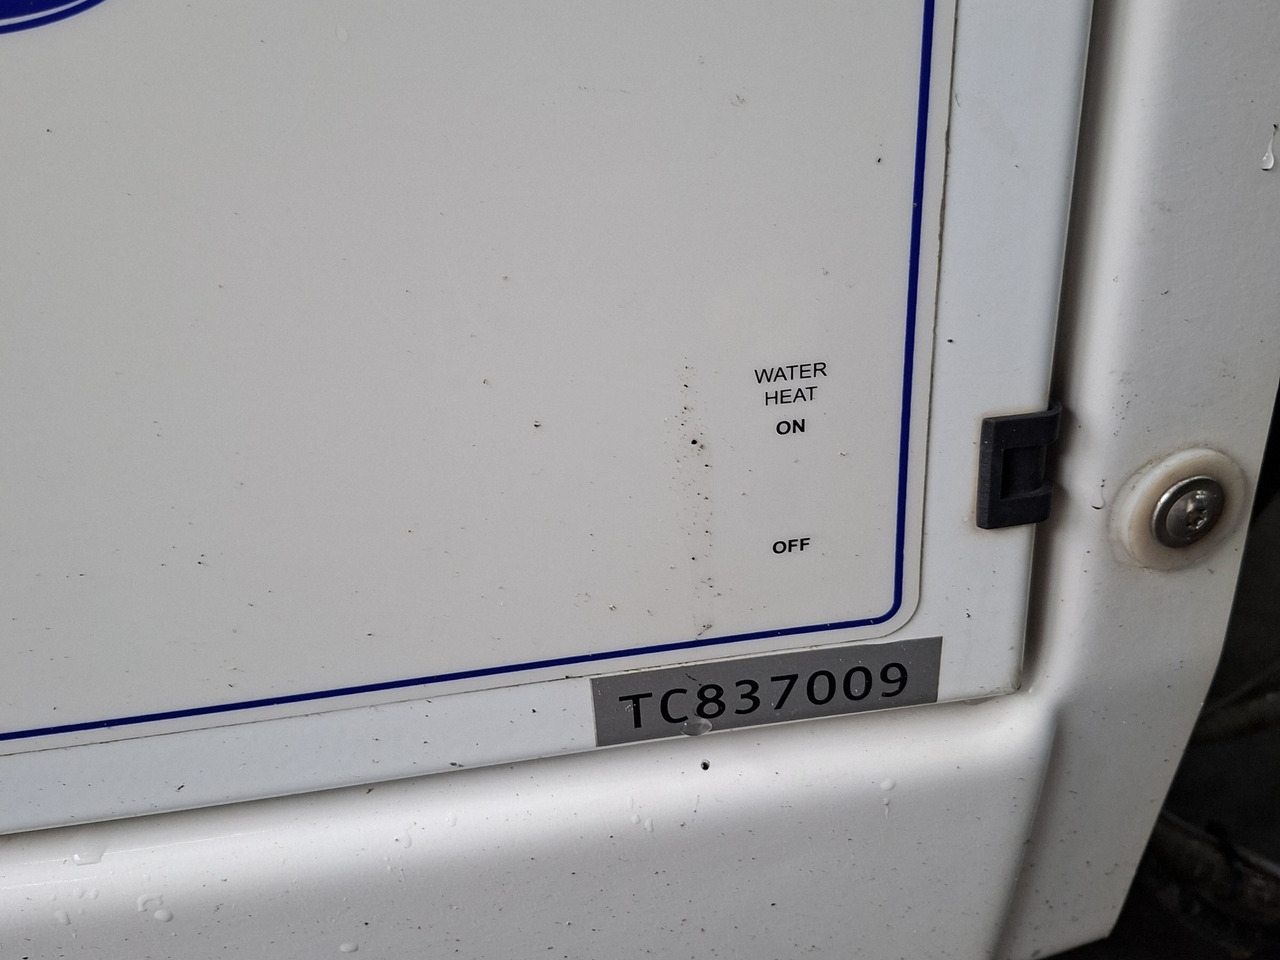 WATER
HEAT
ON
OFF
TC837009